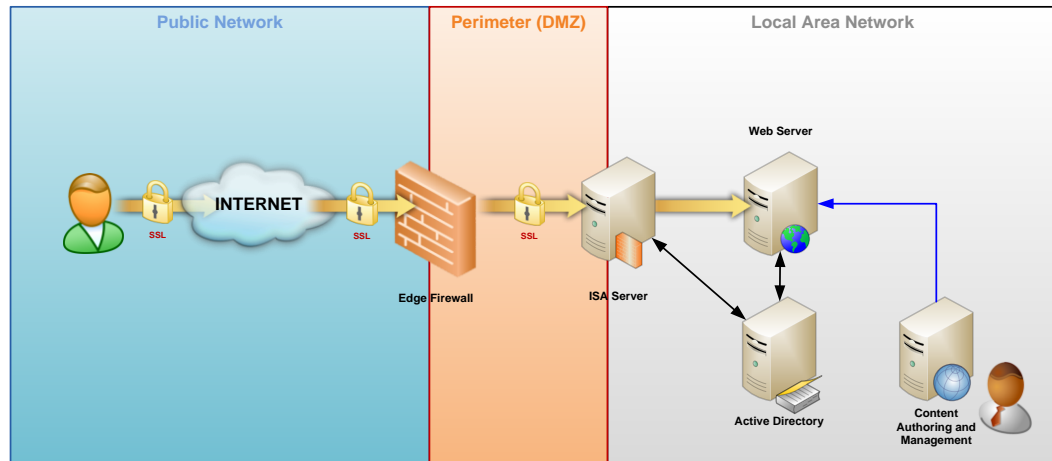 Public Network
Perimeter (DMZ)
Local Area Network
Web Server
INTERNET
SSL
SSL
SSL
Edge Firewall
ISA Server
Active Directory
Content
Authoring and
Management